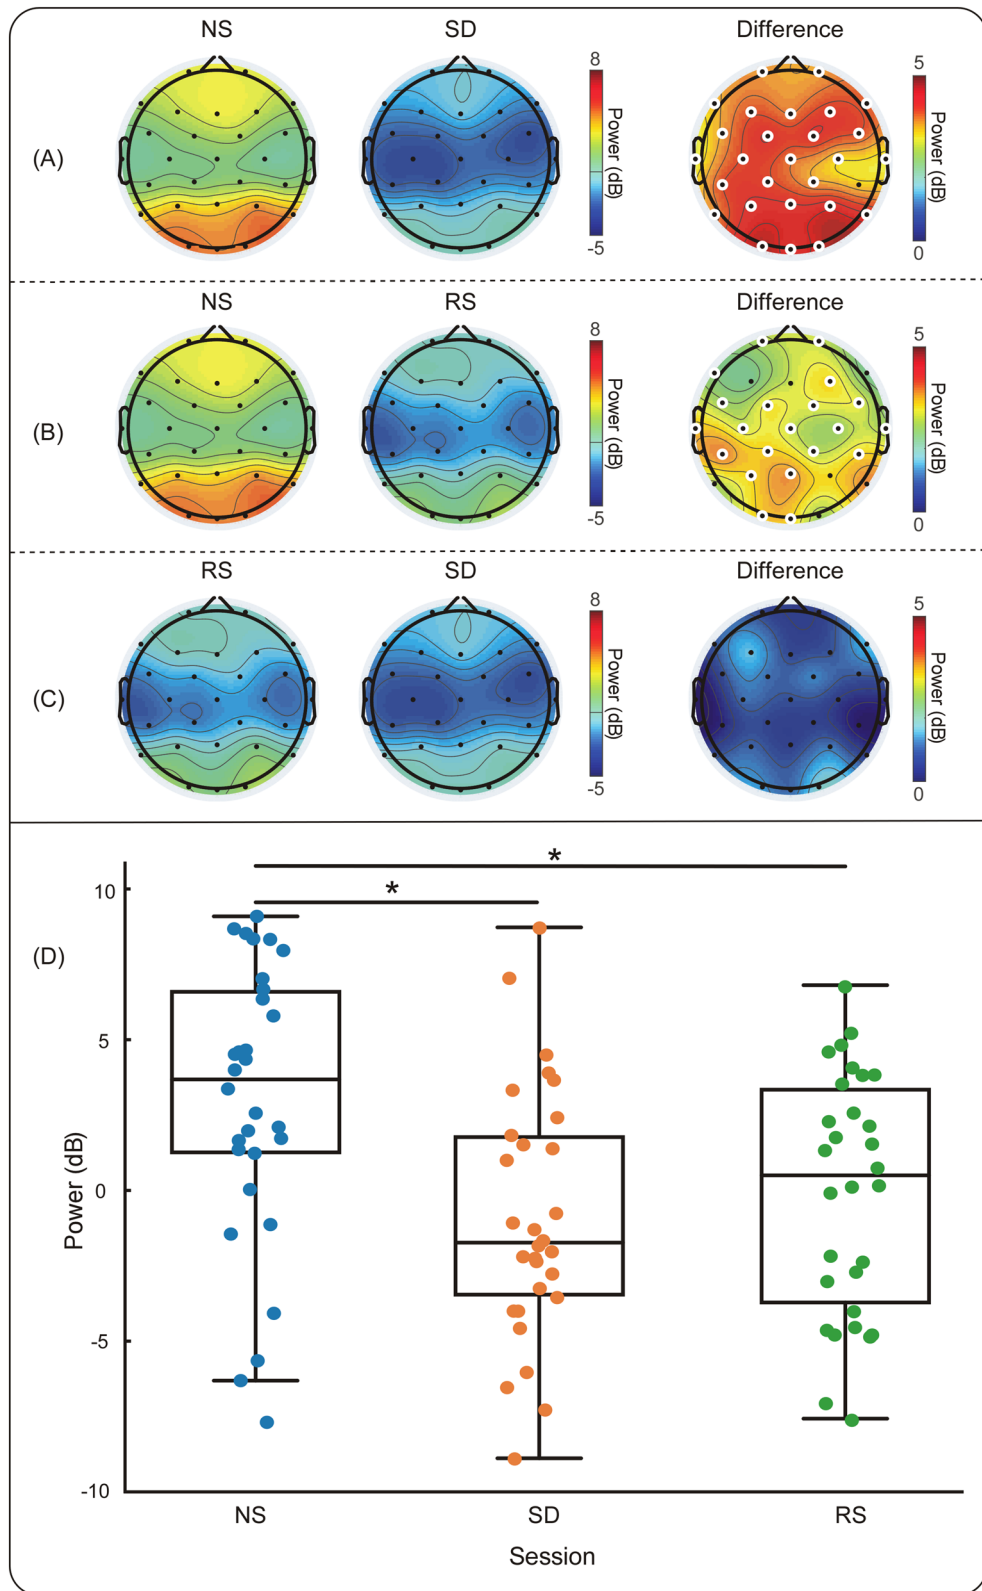 NS SD Difference
(A)
8
Power (dB)
-5
5
Power (dB)
0
NS RS Difference
(B)
8
Power (dB)
-5
5
Power (dB)
0
RS SD Difference
(C)
8
Power (dB)
-5
5
Power (dB)
0
(D)
* 
*
10
5
0
-5
-10
Power (dB)
NS SD RS
Session